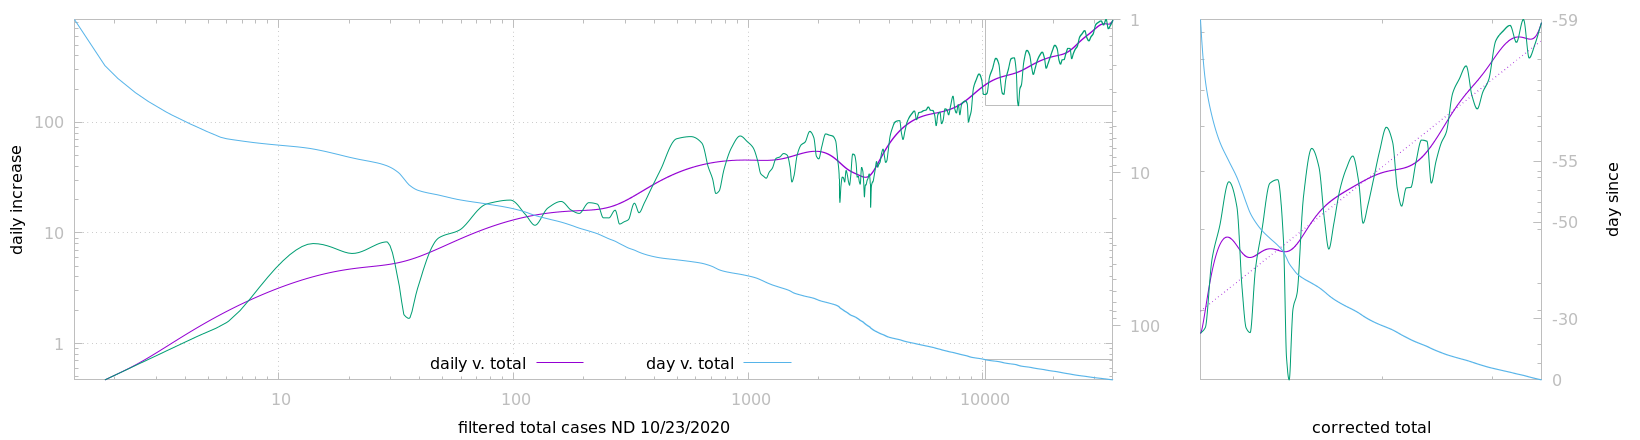 daily increase
100
10
1
daily v. total
day v. total
10
100
1000
10000
filtered total cases ND 10/23/2020
1
10
100
-59
-55
-50
-30
0
day since
corrected total